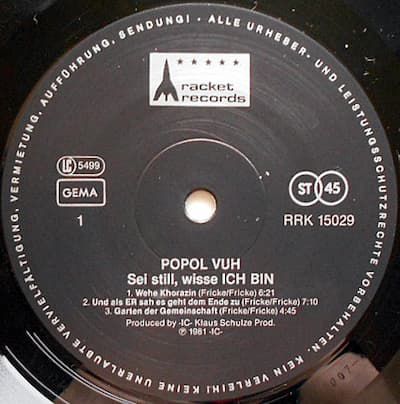 ALLE URHEBER- UND LEISTUNGSSCHUTZRECHTE VORBEHALTEN. KEIN VERLEIH! KEINE UNERLAUBTE VERVIELFÄLTIGUNG, VERMIETUNG, AUFFÜHRUNG, SENDUNG! -
racket
records
LC 5499
GEMA
ST 45
1
RRK 15029
POPOL VUH
Sei still, wisse ICH BIN
1. Wehe Khorazin (Fricke/Fricke) 6:21
2. Und als ER sah es geht dem Ende zu (Fricke/Fricke) 7:10
3. Garten der Gemeinschaft (Fricke/Fricke) 4:45
Produced by -IC- Klaus Schulze Prod.
℗ 1981 -IC-